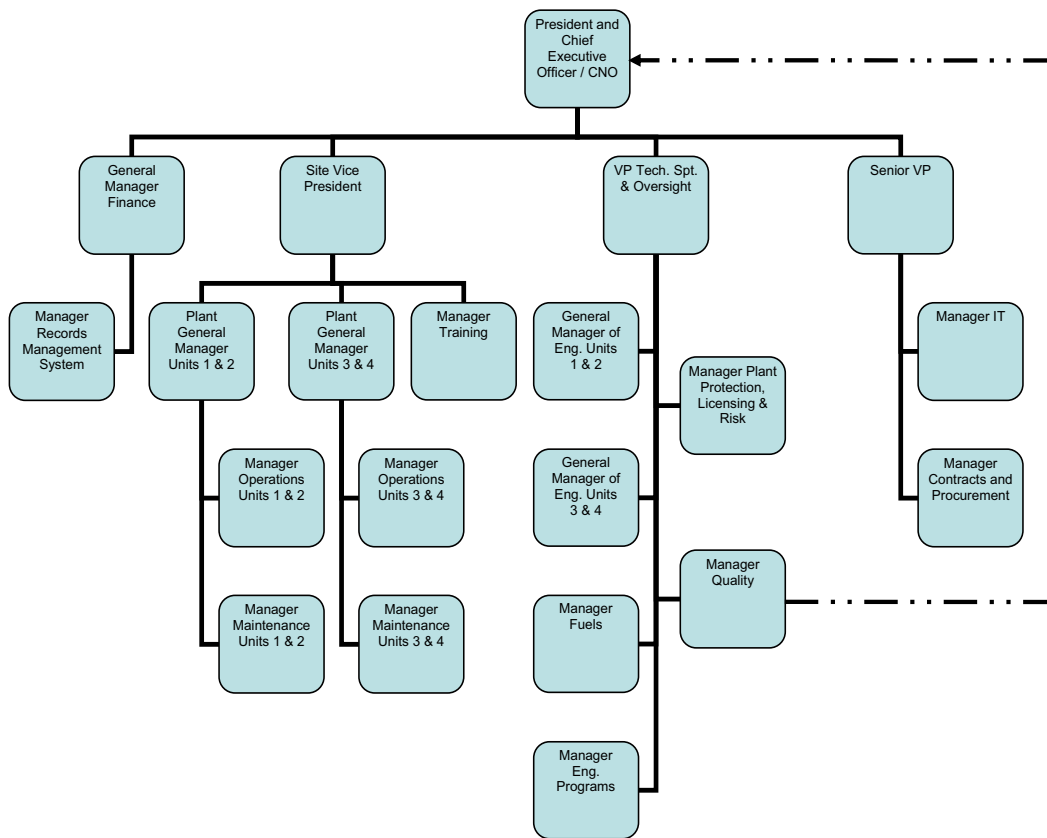 President and
Chief
Executive
Officer / CNO
General
Manager
Finance
Site Vice
President
VP Tech. Spt.
& Oversight
Senior VP
Manager
Records
Management
System
Plant
General
Manager
Units 1 & 2
Plant
General
Manager
Units 3 & 4
Manager
Training
General
Manager of
Eng. Units
1 & 2
Manager Plant
Protection,
Licensing &
Risk
Manager IT
Manager
Operations
Units 1 & 2
Manager
Operations
Units 3 & 4
General
Manager of
Eng. Units
3 & 4
Manager
Contracts and
Procurement
Manager
Quality
Manager
Maintenance
Units 1 & 2
Manager
Maintenance
Units 3 & 4
Manager
Fuels
Manager
Eng.
Programs